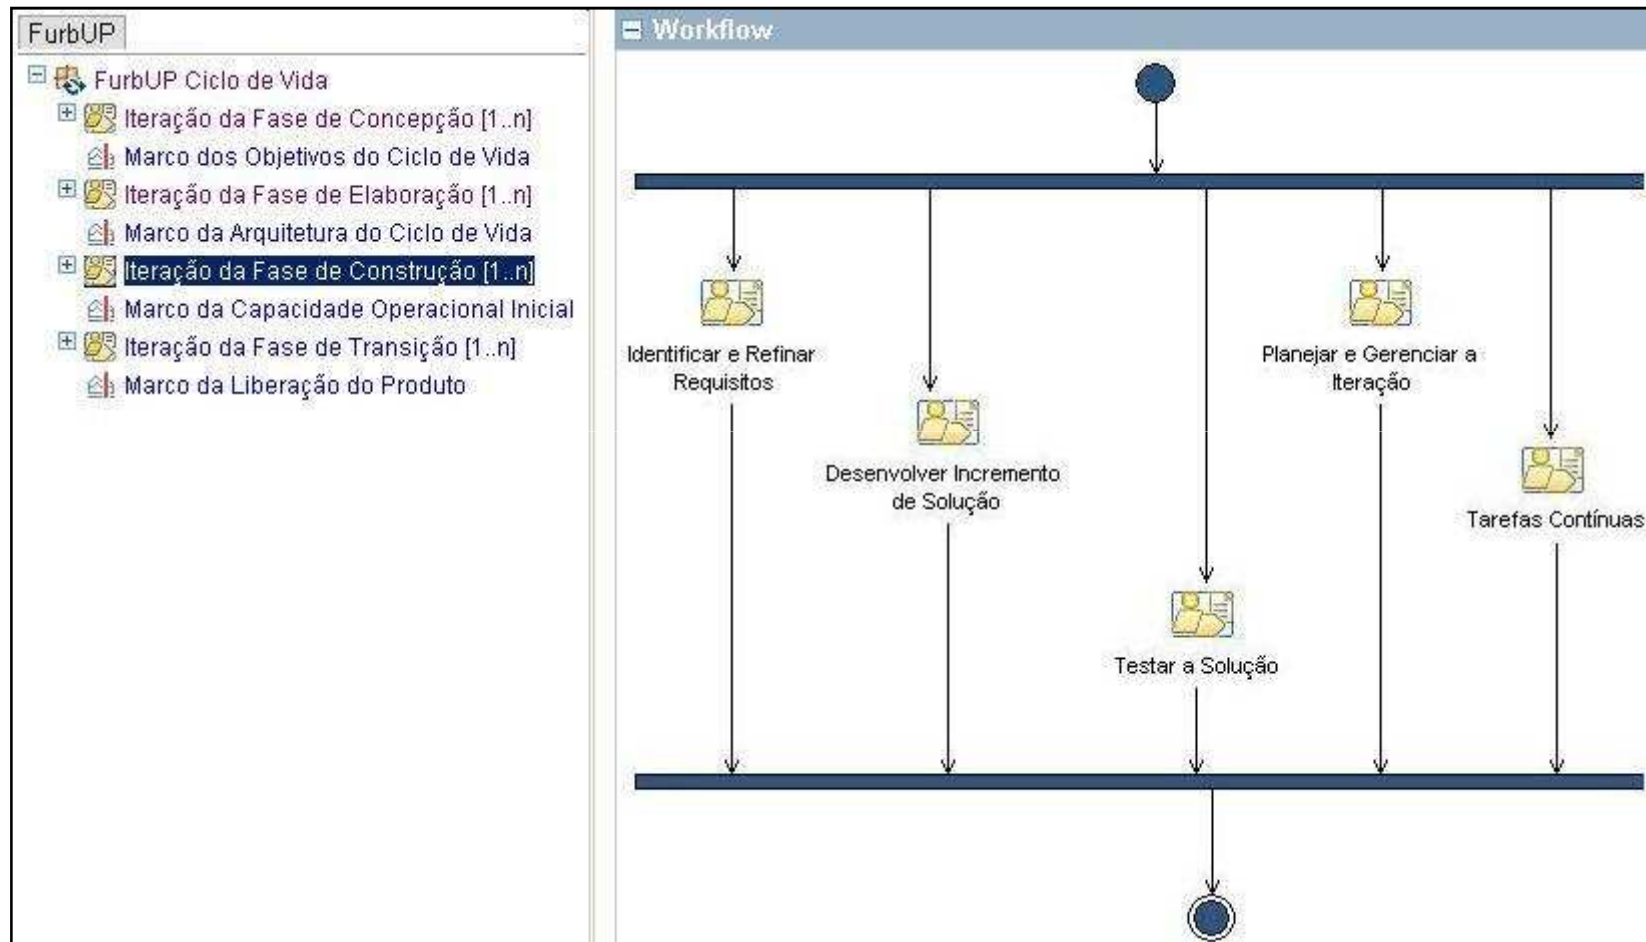 FurbUP
FurbUP Ciclo de Vida
Iteração da Fase de Concepção [1..n]
Marco dos Objetivos do Ciclo de Vida
Iteração da Fase de Elaboração [1..n]
Marco da Arquitetura do Ciclo de Vida
Iteração da Fase de Construção [1..n]
Marco da Capacidade Operacional Inicial
Iteração da Fase de Transição [1..n]
Marco da Liberação do Produto
Workflow
Identificar e Refinar
Requisitos
Planejar e Gerenciar a
Iteração
Desenvolver Incremento
de Solução
Tarefas Contínuas
Testar a Solução